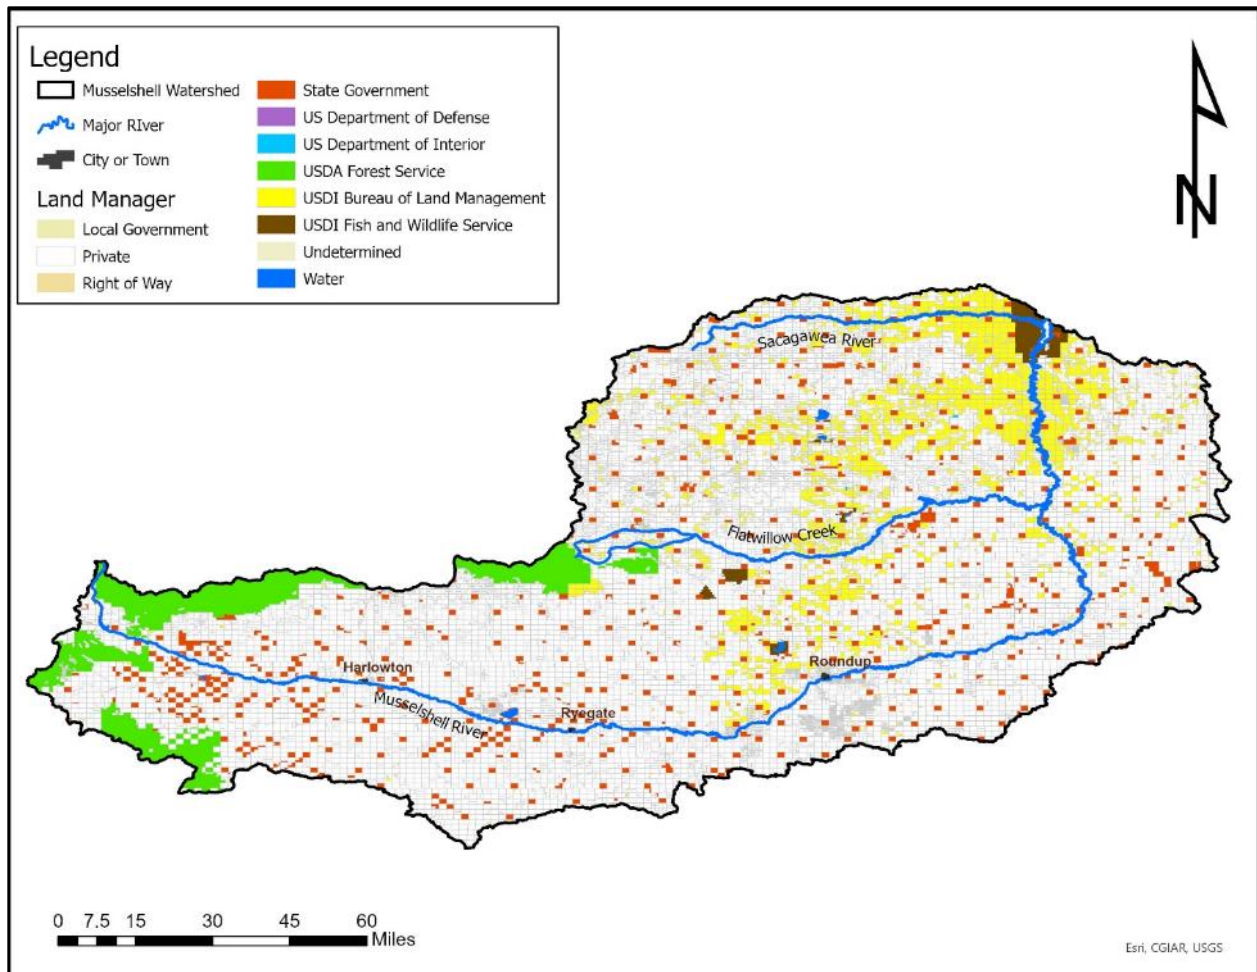 Legend
Musselshell Watershed
Major RIver
City or Town
Land Manager
Local Government
Private
Right of Way
State Government
US Department of Defense
US Department of Interior
USDA Forest Service
USDI Bureau of Land Management
USDI Fish and Wildlife Service
Undetermined
Water
N
Sacagawea River
Flatwillow Creek
Harlowton
Roundup
Musselshell River
Ryegate
0 7.5 15 30 45 60
Miles
Esri, CGIAR, USGS